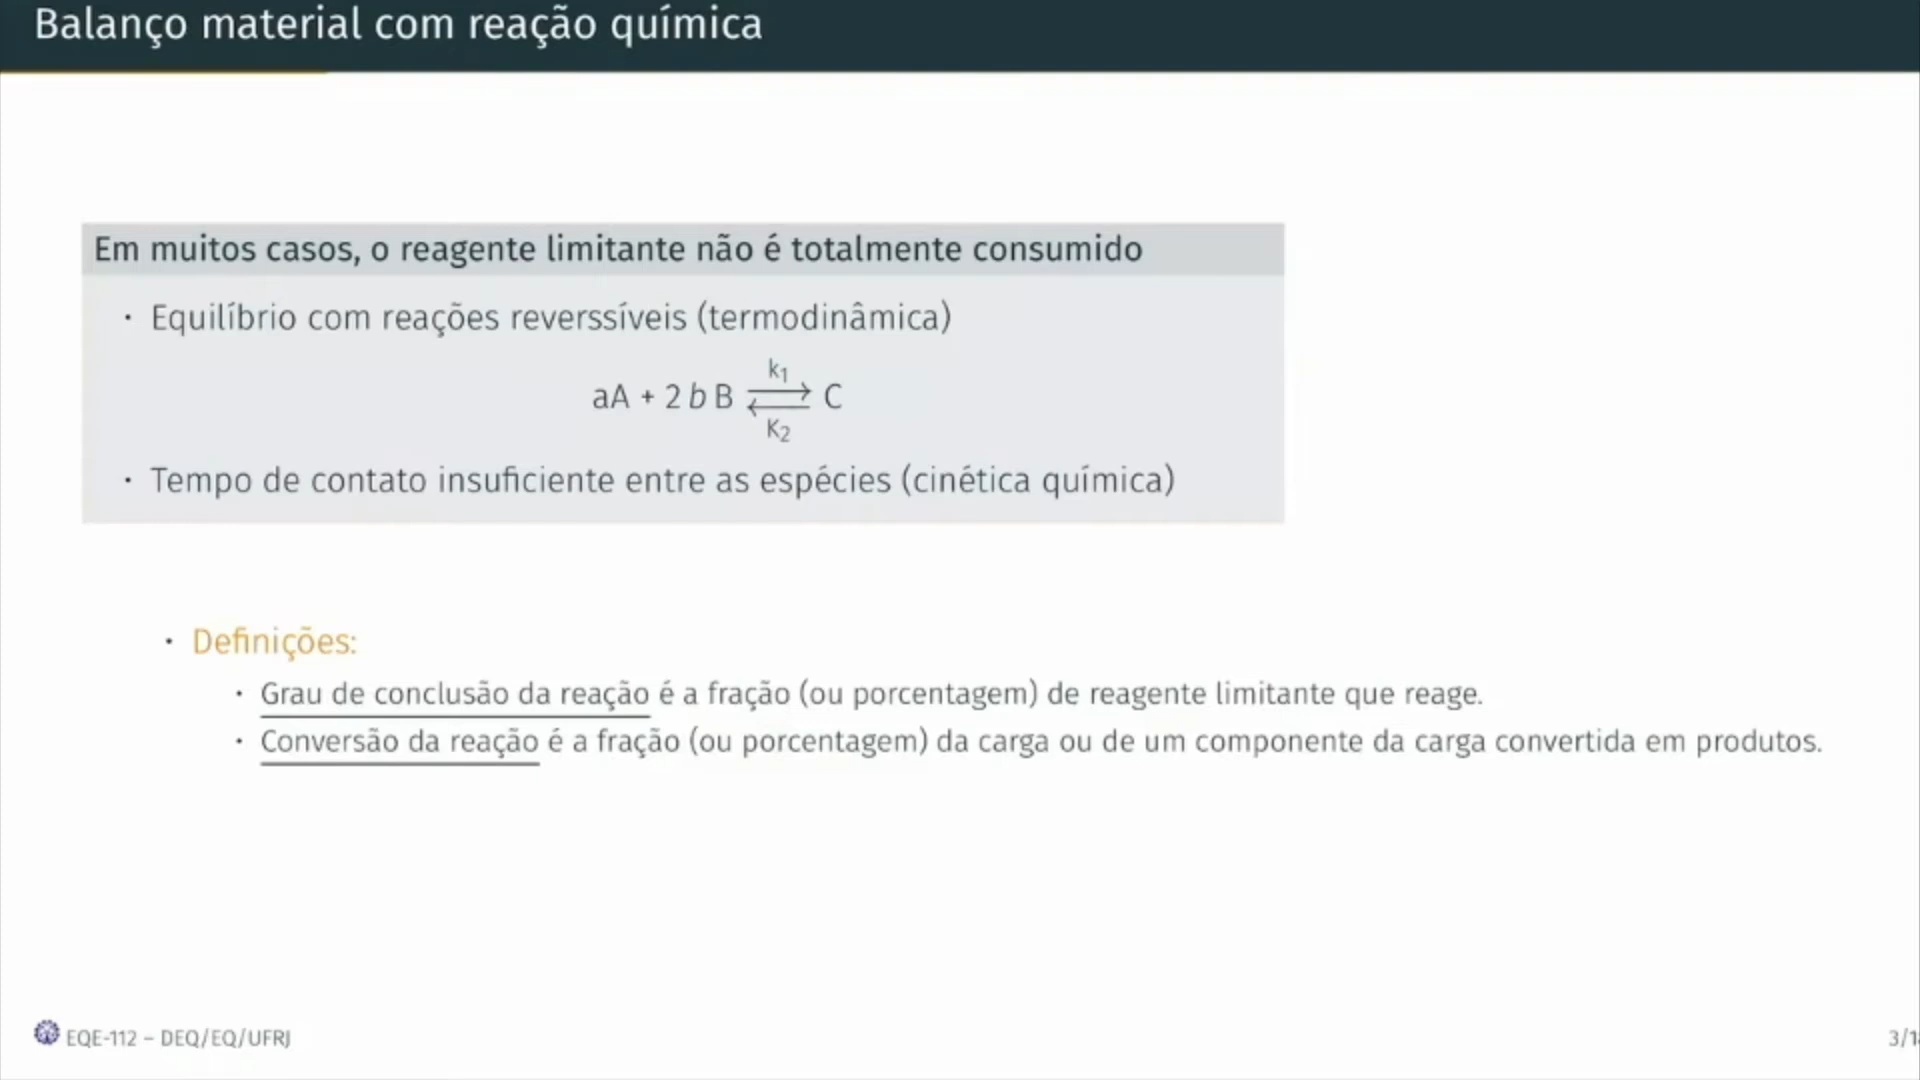 Balanço material com reação química
Em muitos casos, o reagente limitante não é totalmente consumido
· Equilíbrio com reações reverssíveis (termodinâmica)
k₁
aA + 2 b B ⇌ C
K₂
· Tempo de contato insuficiente entre as espécies (cinética química)
· Definições:
· Grau de conclusão da reação é a fração (ou porcentagem) de reagente limitante que reage.
· Conversão da reação é a fração (ou porcentagem) da carga ou de um componente da carga convertida em produtos.
EQE-112 – DEQ/EQ/UFRJ
3/1